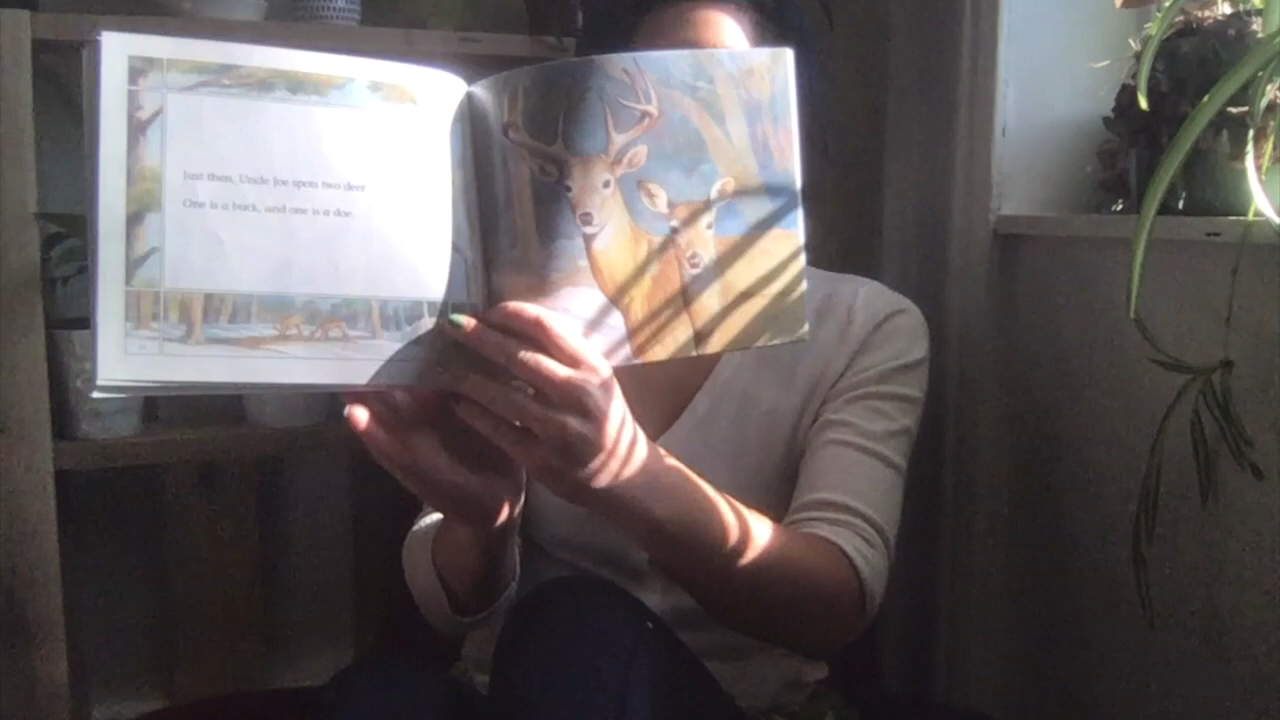 Just then, Uncle Joe spots two deer
One is a buck, and one is a doe.